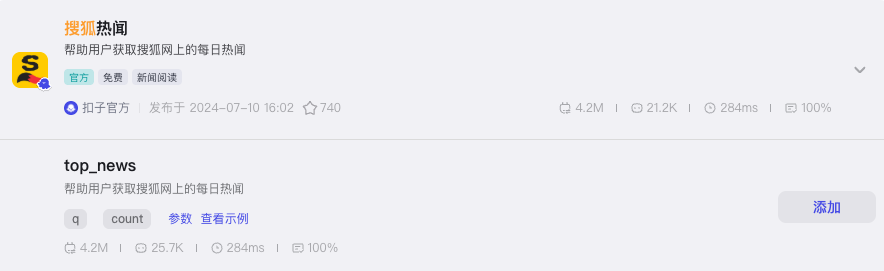 搜狐热闻
帮助用户获取搜狐网上的每日热闻
官方 免费 新闻阅读
扣子官方 发布于 2024-07-10 16:02 740 4.2M 21.2K 284ms 100%
top_news
帮助用户获取搜狐网上的每日热闻
q count 参数 查看示例
添加
4.2M 25.7K 284ms 100%